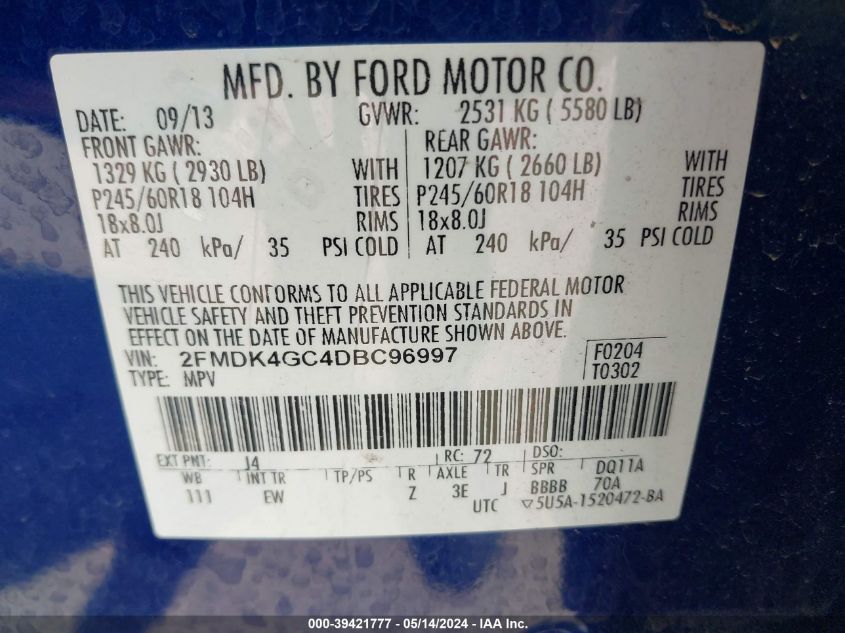 MFD. BY FORD MOTOR CO.
DATE: 09/13 GVWR: 2531 KG ( 5580 LB)
FRONT GAWR: REAR GAWR:
1329 KG ( 2930 LB) WITH 1207 KG ( 2660 LB) WITH
P245/60R18 104H TIRES P245/60R18 104H TIRES
18x8.0J RIMS 18x8.0J RIMS
AT 240 kPa/ 35 PSI COLD AT 240 kPa/ 35 PSI COLD
THIS VEHICLE CONFORMS TO ALL APPLICABLE FEDERAL MOTOR
VEHICLE SAFETY AND THEFT PREVENTION STANDARDS IN
EFFECT ON THE DATE OF MANUFACTURE SHOWN ABOVE.
VIN: 2FMDK4GC4DBC96997 F0204
TYPE: MPV T0302
EXT PNT: J4 RC: 72 DSO:
WB INT TR TP/PS R AXLE TR SPR DQ11A
111 EW Z 3E J BBBB 70A
UTC ▽5U5A-1520472-BA
000-39421777 - 05/14/2024 - IAA Inc.